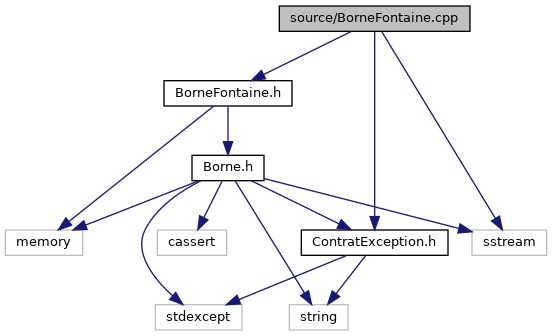 source/BorneFontaine.cpp
BorneFontaine.h
Borne.h
memory
cassert
ContratException.h
sstream
stdexcept
string